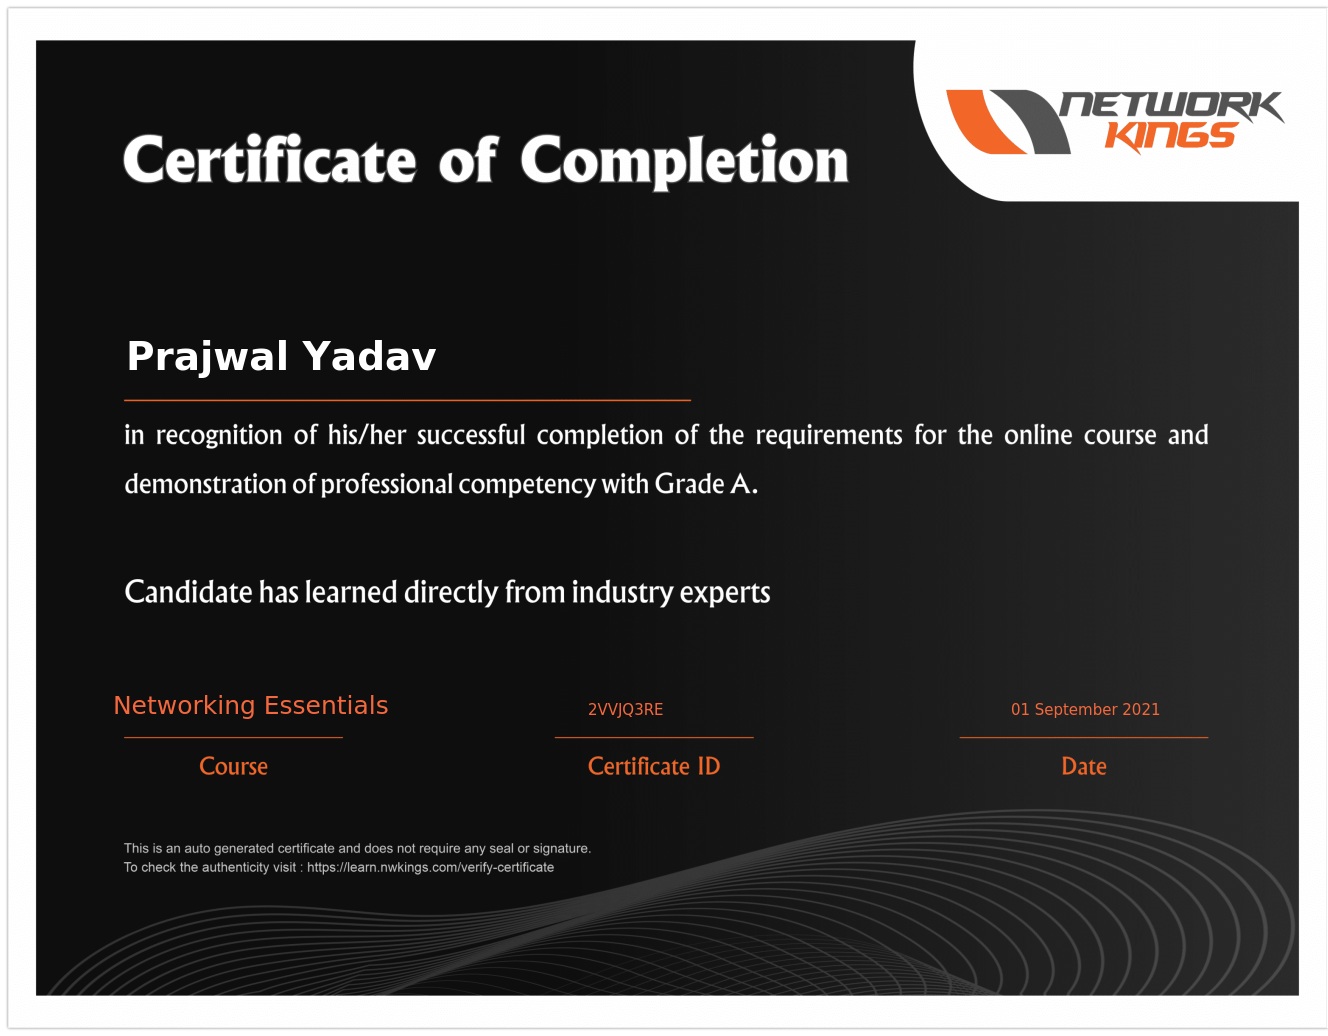 NETWORK
KINGS
Certificate of Completion
Prajwal Yadav
in recognition of his/her successful completion of the requirements for the online course and
demonstration of professional competency with Grade A.
Candidate has learned directly from industry experts
Networking Essentials
2VVJQ3RE
01 September 2021
Course
Certificate ID
Date
This is an auto generated certificate and does not require any seal or signature.
To check the authenticity visit : https://learn.nwkings.com/verify-certificate